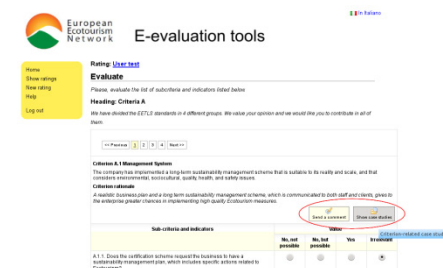 In Italiano
European
Ecotourism
Network
E-evaluation tools
Home
Show ratings
New rating
Help
Log out
Rating: User test
Evaluate
Please, evaluate the list of subcriteria and indicators listed below
Heading: Criteria A
We have divided the EETLS standards in 4 different groups. We value your opinion and we would like you to contribute in all of
them.
<< Previous 1 2 3 4 Next >>
Criterion A.1 Management System
The company has implemented a long-term sustainability management scheme that is suitable to its reality and scale, and that
considers environmental, sociocultural, quality, health, and safety issues.
Criterion rationale
A realistic business plan and a long term sustainability management scheme, which is communicated to both staff and clients, gives to
the enterprise greater chances in implementing high quality Ecotourism measures.
Send a comment Show case studies
Criterion-related case stud
Sub-criteria and indicators Value
No, not
possible No, but
possible Yes Irrelevant
A.1.1. Does the certification scheme request the business to have a
sustainability-management plan, which includes specific actions related to
Ecotourism?